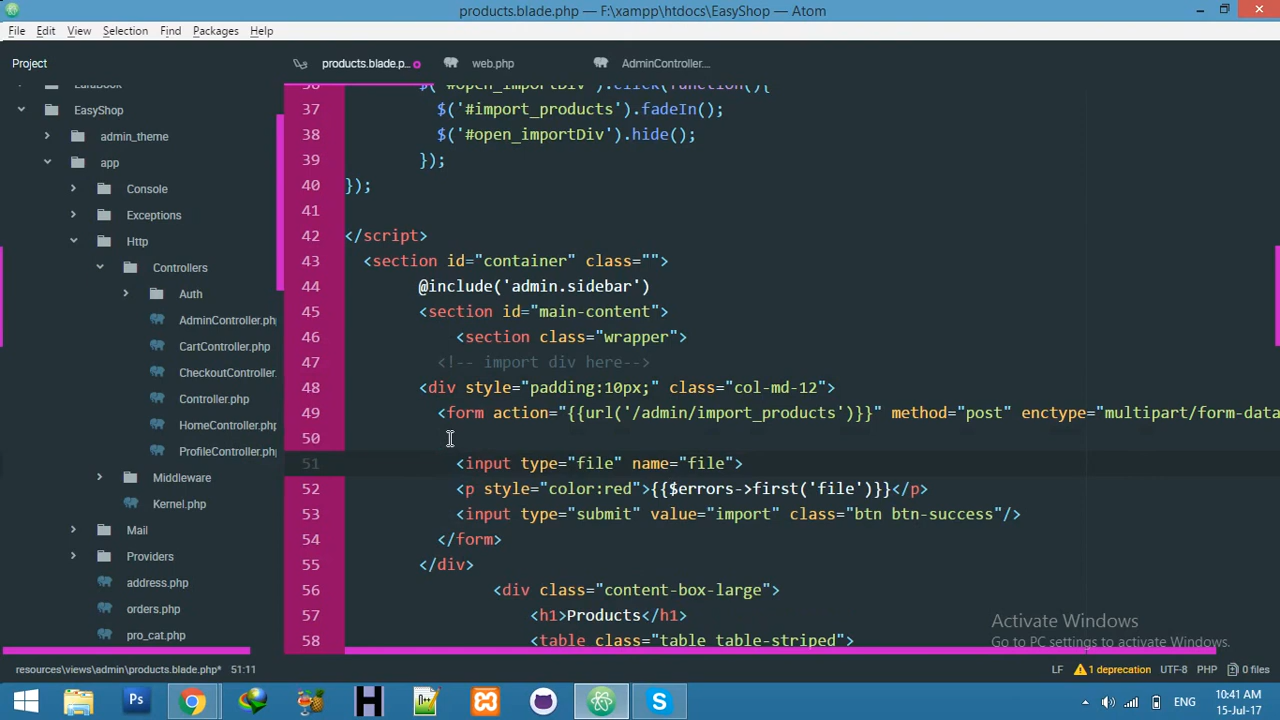 products.blade.php – F:\xampp\htdocs\EasyShop – Atom
File Edit View Selection Find Packages Help
Project
products.blade.p... web.php AdminController....
EasyShop
admin_theme
app
Console
Exceptions
Http
Controllers
Auth
AdminController.ph
CartController.php
CheckoutController.
Controller.php
HomeController.php
ProfileController.php
Middleware
Kernel.php
Mail
Providers
address.php
orders.php
pro_cat.php
36 $('#open_importDiv').click(function(){
37 $('#import_products').fadeIn();
38 $('#open_importDiv').hide();
39 });
40 });
41
42 </script>
43 <section id="container" class="">
44 @include('admin.sidebar')
45 <section id="main-content">
46 <section class="wrapper">
47 <!-- import div here-->
48 <div style="padding:10px;" class="col-md-12">
49 <form action="{{url('/admin/import_products')}}" method="post" enctype="multipart/form-data
50
51 <input type="file" name="file">
52 <p style="color:red">{{$errors->first('file')}}</p>
53 <input type="submit" value="import" class="btn btn-success"/>
54 </form>
55 </div>
56 <div class="content-box-large">
57 <h1>Products</h1>
58 <table class="table table-striped">
Activate Windows
Go to PC settings to activate Windows.
resources\views\admin\products.blade.php* 51:11 LF 1 deprecation UTF-8 PHP 0 files
Ps H S ENG 10:41 AM
15-Jul-17